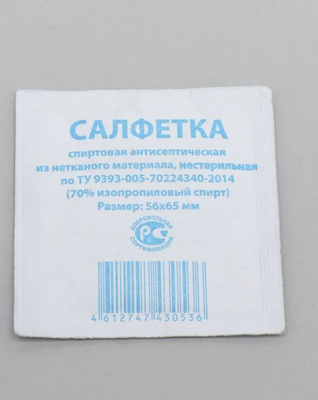 САЛФЕТКА
спиртовая антисептическая
из нетканого материала, нестерильная
по ТУ 9393-005-70224340-2014
(70% изопропиловый спирт)
Размер: 56х65 мм
ДОБРОВОЛЬНАЯ
РС
СЕРТИФИКАЦИЯ
4612747430536